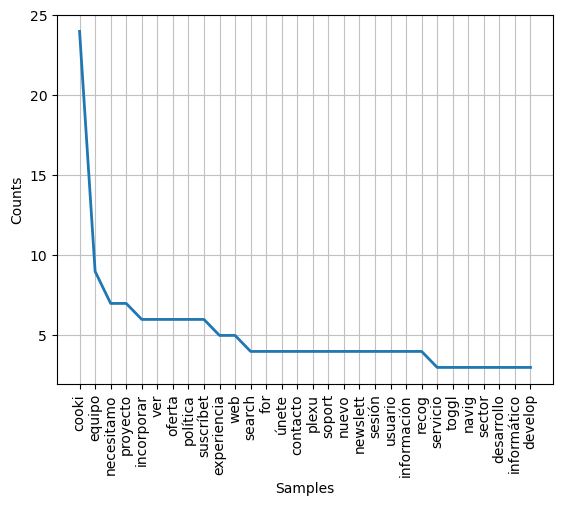 25
20
15
10
5
Counts
cooki
equipo
necesitamo
proyecto
incorporar
ver
oferta
política
suscríbet
experiencia
web
search
for
únete
contacto
plexu
soport
nuevo
newslett
sesión
usuario
información
recog
servicio
toggl
navig
sector
desarrollo
informático
develop
Samples